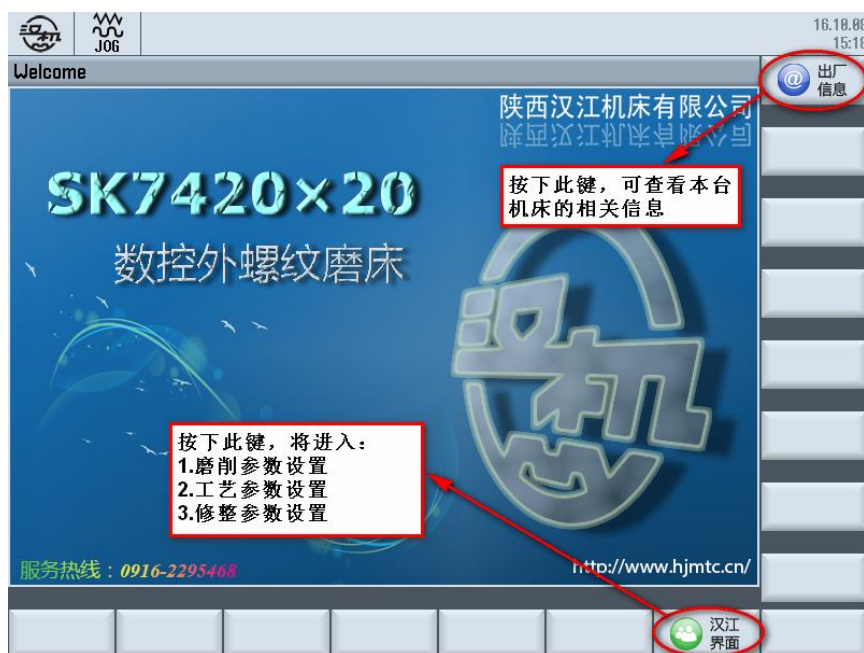 16.10.08
JOG
15:18
Welcome
出厂
信息
陕西汉江机床有限公司
SK7420×20
按下此键，可查看本台
机床的相关信息
数控外螺纹磨床
按下此键，将进入：
1.磨削参数设置
2.工艺参数设置
3.修整参数设置
服务热线：0916-2295468
http://www.hjmtc.cn/
汉江
界面